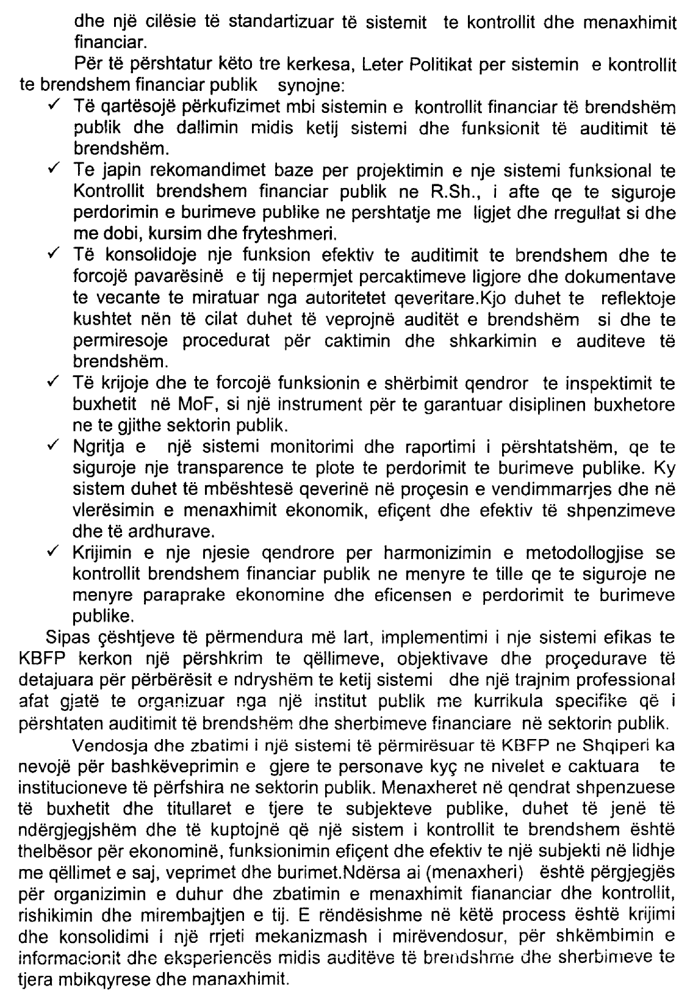 dhe një cilësie të standartizuar të sistemit te kontrollit dhe menaxhimit
financiar.
Për të përshtatur këto tre kerkesa, Leter Politikat per sistemin e kontrollit
te brendshem financiar publik synojne:
✓ Të qartësojë përkufizimet mbi sistemin e kontrollit financiar të brendshëm
publik dhe dallimin midis ketij sistemi dhe funksionit të auditimit të
brendshëm.
✓ Te japin rekomandimet baze per projektimin e nje sistemi funksional te
Kontrollit brendshem financiar publik ne R.Sh., i afte qe te siguroje
perdorimin e burimeve publike ne pershtatje me ligjet dhe rregullat si dhe
me dobi, kursim dhe fryteshmeri.
✓ Të konsolidoje nje funksion efektiv te auditimit te brendshem dhe te
forcojë pavarësinë e tij nepermjet percaktimeve ligjore dhe dokumentave
te vecante te miratuar nga autoritetet qeveritare.Kjo duhet te reflektoje
kushtet nën të cilat duhet të veprojnë auditët e brendshëm si dhe te
permiresoje procedurat për caktimin dhe shkarkimin e auditeve të
brendshëm.
✓ Të krijoje dhe te forcojë funksionin e shërbimit qendror te inspektimit te
buxhetit në MoF, si një instrument për te garantuar disiplinen buxhetore
ne te gjithe sektorin publik.
✓ Ngritja e një sistemi monitorimi dhe raportimi i përshtatshëm, qe te
siguroje nje transparence te plote te perdorimit te burimeve publike. Ky
sistem duhet të mbështesë qeverinë në proçesin e vendimmarrjes dhe në
vlerësimin e menaxhimit ekonomik, efiçent dhe efektiv të shpenzimeve
dhe të ardhurave.
✓ Krijimin e nje njesie qendrore per harmonizimin e metodollogjise se
kontrollit brendshem financiar publik ne menyre te tille qe te siguroje ne
menyre paraprake ekonomine dhe eficensen e perdorimit te burimeve
publike.
Sipas çështjeve të përmendura më lart, implementimi i nje sistemi efikas te
KBFP kerkon një përshkrim te qëllimeve, objektivave dhe proçedurave të
detajuara për përbërësit e ndryshëm te ketij sistemi dhe një trajnim professional
afat gjatë te organizuar nga një institut publik me kurrikula specifike që i
përshtaten auditimit të brendshëm dhe sherbimeve financiare në sektorin publik.
Vendosja dhe zbatimi i një sistemi të përmirësuar të KBFP ne Shqiperi ka
nevojë për bashkëveprimin e gjere te personave kyç ne nivelet e caktuara te
institucioneve të përfshira ne sektorin publik. Menaxheret në qendrat shpenzuese
të buxhetit dhe titullaret e tjere te subjekteve publike, duhet të jenë të
ndërgjegjshëm dhe të kuptojnë që një sistem i kontrollit te brendshem është
thelbësor për ekonominë, funksionimin efiçent dhe efektiv te një subjekti në lidhje
me qëllimet e saj, veprimet dhe burimet.Ndërsa ai (menaxheri) është përgjegjës
për organizimin e duhur dhe zbatimin e menaxhimit fiananciar dhe kontrollit,
rishikimin dhe mirembajtjen e tij. E rëndësishme në këtë process është krijimi
dhe konsolidimi i një rrjeti mekanizmash i mirëvendosur, për shkëmbimin e
informacionit dhe eksperiencës midis auditëve të brendshme dhe sherbimeve te
tjera mbikqyrese dhe manaxhimit.